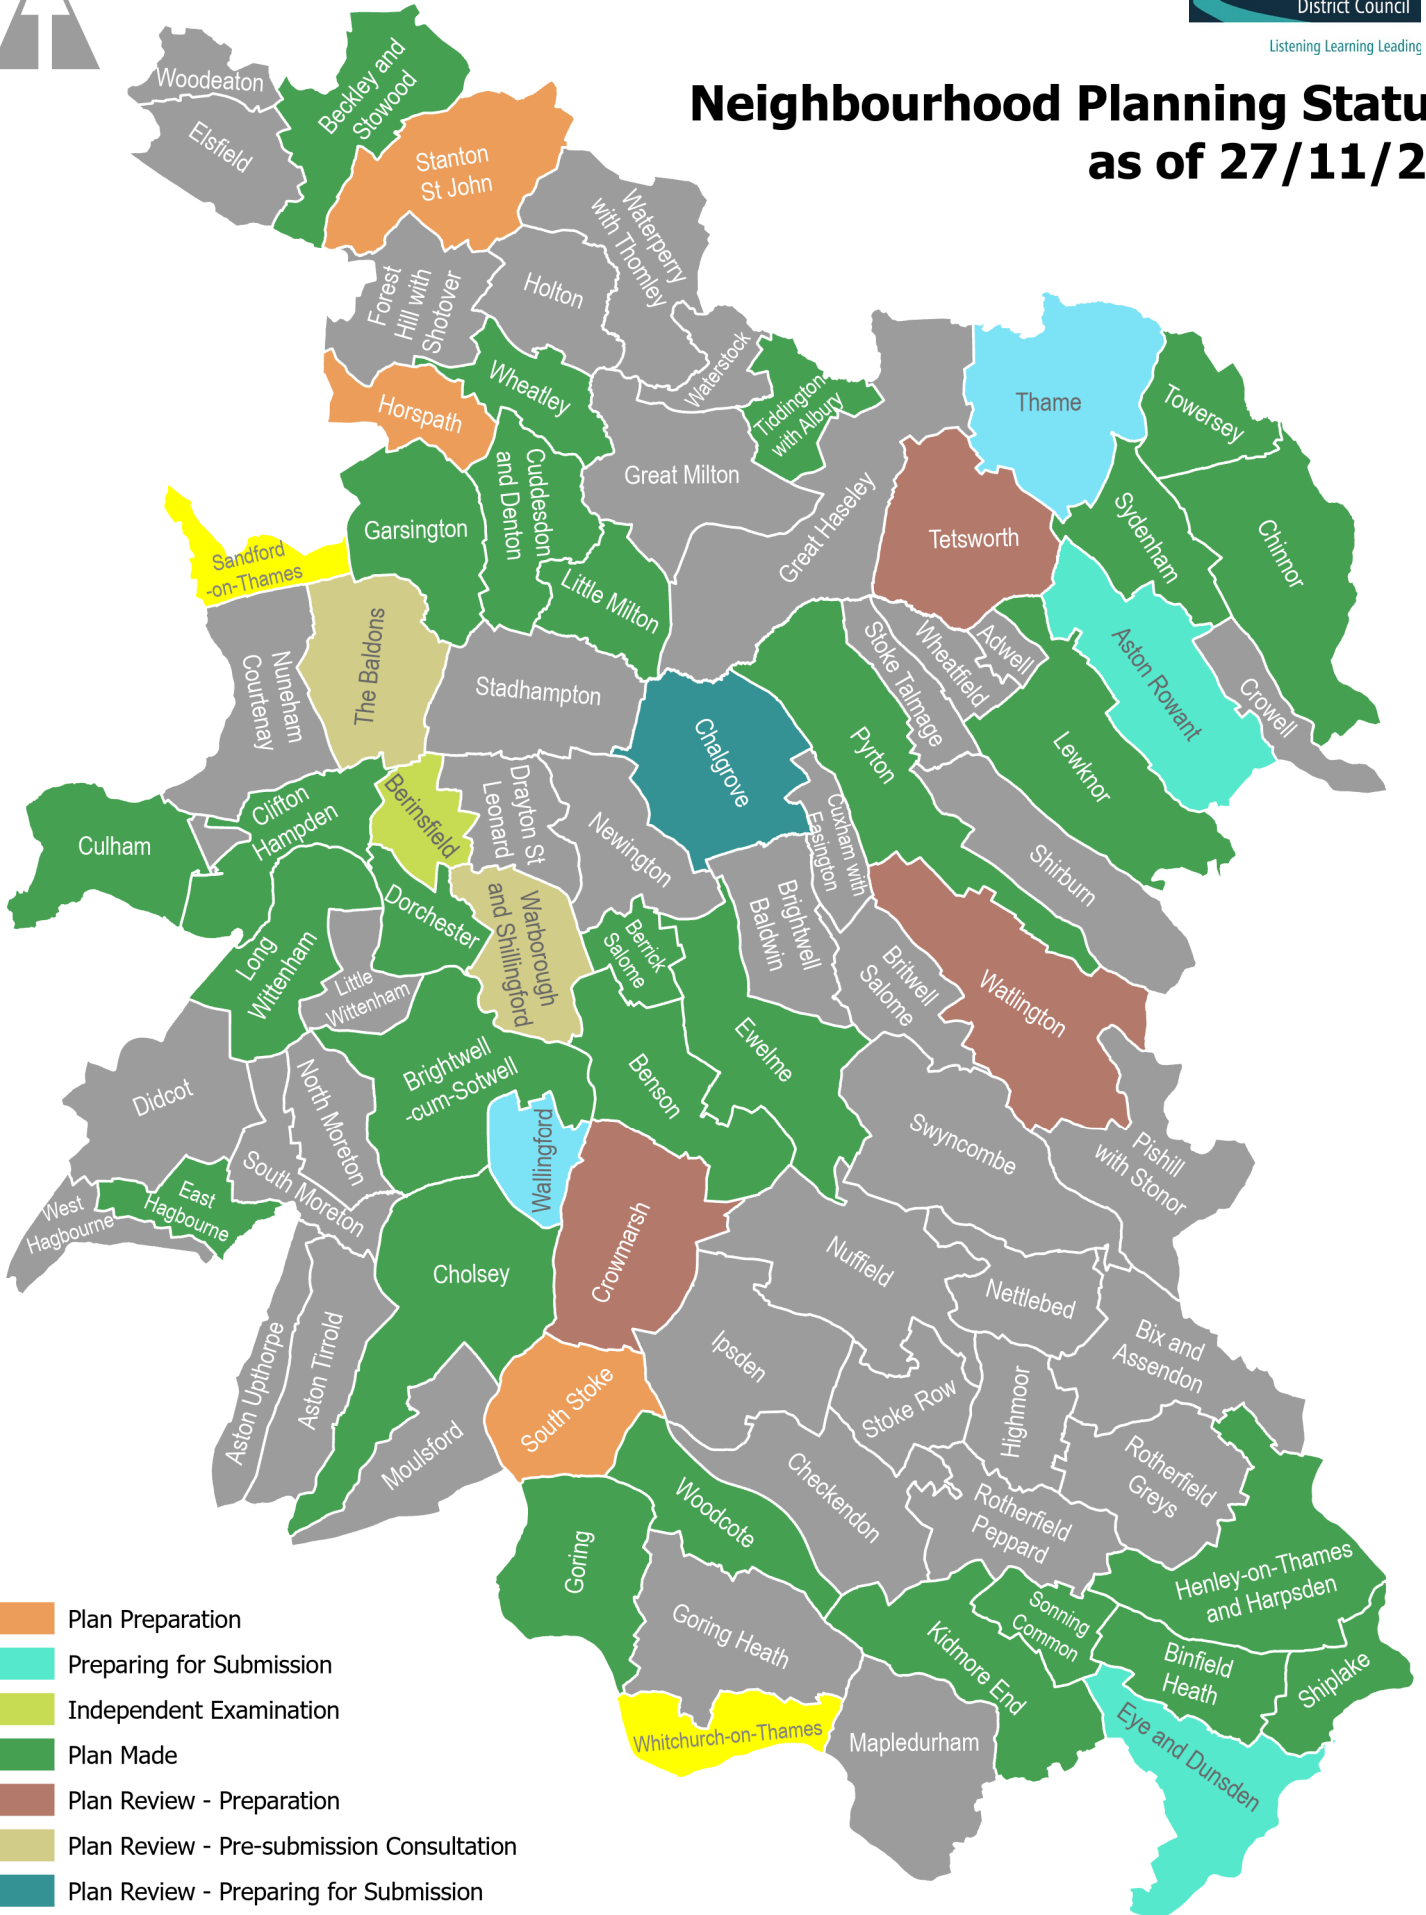 District Council
Listening Learning Leading
Neighbourhood Planning Statu
as of 27/11/2
Woodeaton
Beckley and
Stowood
Elsfield
Stanton
St John
Waterperry
with Thomley
Forest
Hill with
Shotover
Holton
Waterstock
Wheatley
Tiddington
with Albury
Thame
Towersey
Horspath
Great Milton
Cuddesdon
and Denton
Garsington
Great Haseley
Tetsworth
Sydenham
Chinnor
Sandford
-on-Thames
Little Milton
The Baldons
Nuneham
Courtenay
Stadhampton
Stoke Talmage
Wheatfield
Adwell
Aston Rowant
Crowell
Chalgrove
Pyrton
Lewknor
Clifton
Hampden
Berinsfield
Drayton St
Leonard
Culham
Newington
Cuxham with
Easington
Shirburn
Dorchester
Warborough
and Shillingford
Brightwell
Baldwin
Long
Wittenham
Berrick
Salome
Little
Wittenham
Britwell
Salome
Watlington
Ewelme
Didcot
North Moreton
Brightwell
-cum-Sotwell
Benson
Wallingford
Swyncombe
Pishill
with Stonor
South Moreton
West
Hagbourne
East
Hagbourne
Cholsey
Crowmarsh
Nuffield
Nettlebed
Aston Upthorpe
Aston Tirrold
Ipsden
Bix and
Assendon
South Stoke
Stoke Row
Highmoor
Moulsford
Checkendon
Rotherfield
Greys
Woodcote
Rotherfield
Peppard
Goring
Henley-on-Thames
and Harpsden
Goring Heath
Sonning
Common
Kidmore End
Binfield
Heath
Shiplake
Whitchurch-on-Thames
Mapledurham
Eye and Dunsden
Plan Preparation
Preparing for Submission
Independent Examination
Plan Made
Plan Review - Preparation
Plan Review - Pre-submission Consultation
Plan Review - Preparing for Submission